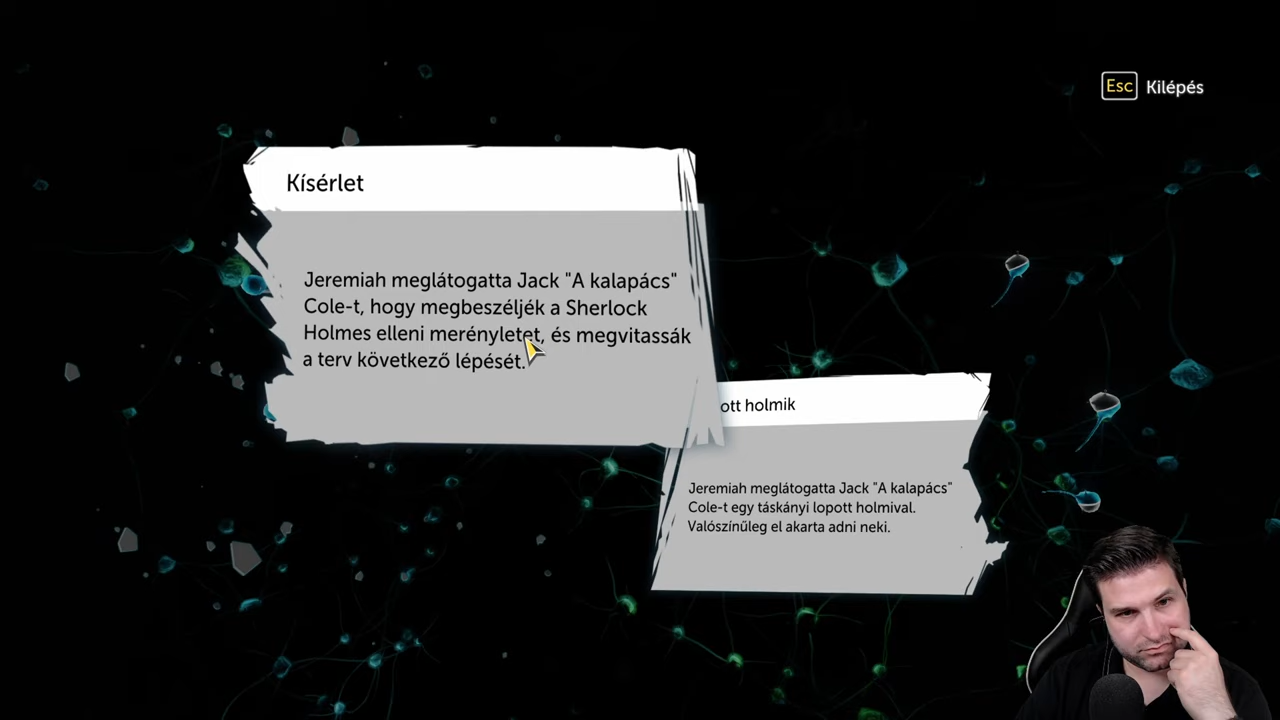 Esc Kilépés
Kísérlet
Jeremiah meglátogatta Jack "A kalapács"
Cole-t, hogy megbeszéljék a Sherlock
Holmes elleni merényletet, és megvitassák
a terv következő lépését.
ott holmik
Jeremiah meglátogatta Jack "A kalapács"
Cole-t egy táskányi lopott holmival.
Valószínűleg el akarta adni neki.